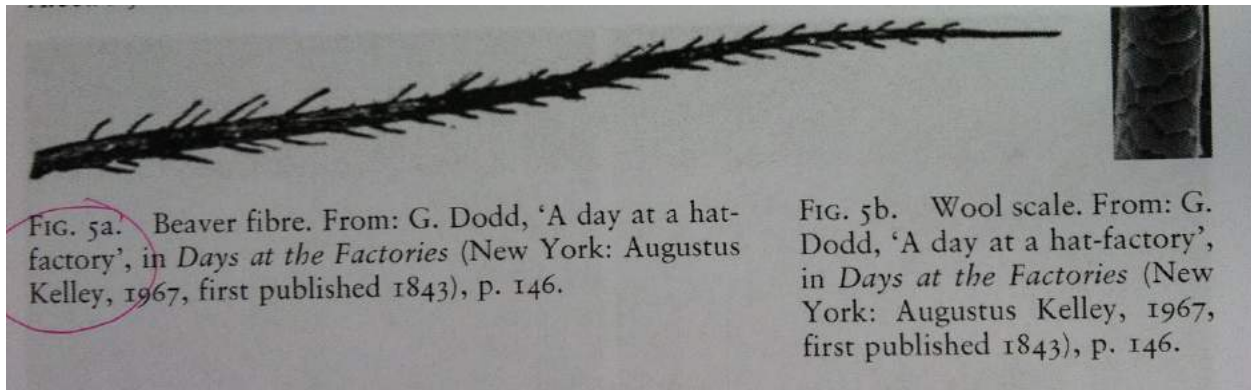 FIG. 5a. Beaver fibre. From: G. Dodd, ‘A day at a hat-
factory’, in Days at the Factories (New York: Augustus
Kelley, 1967, first published 1843), p. 146.
FIG. 5b. Wool scale. From: G.
Dodd, ‘A day at a hat-factory’,
in Days at the Factories (New
York: Augustus Kelley, 1967,
first published 1843), p. 146.